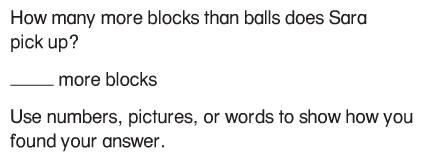 How many more blocks than balls does Sara
pick up?
_____ more blocks
Use numbers, pictures, or words to show how you
found your answer.